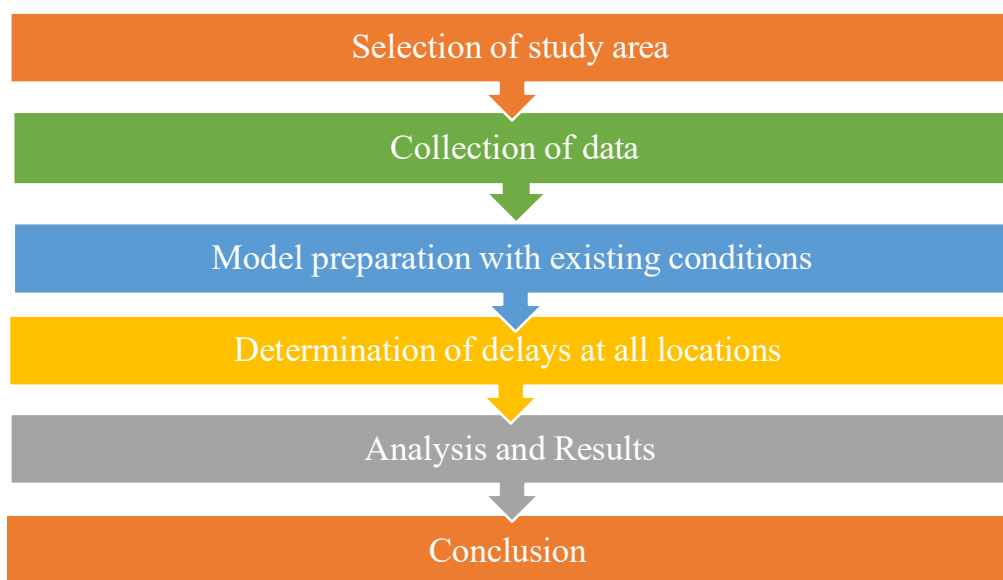 Selection of study area
Collection of data
Model preparation with existing conditions
Determination of delays at all locations
Analysis and Results
Conclusion